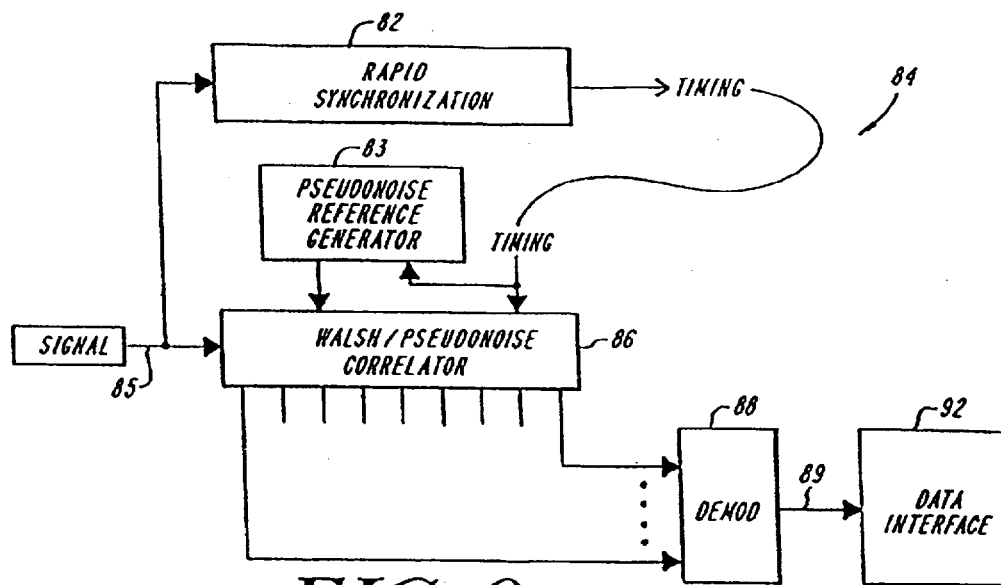 82
RAPID
SYNCHRONIZATION
TIMING
84
83
PSEUDONOISE
REFERENCE
GENERATOR
TIMING
SIGNAL
85
WALSH/PSEUDONOISE
CORRELATOR
86
88
DEMOD
89
92
DATA
INTERFACE